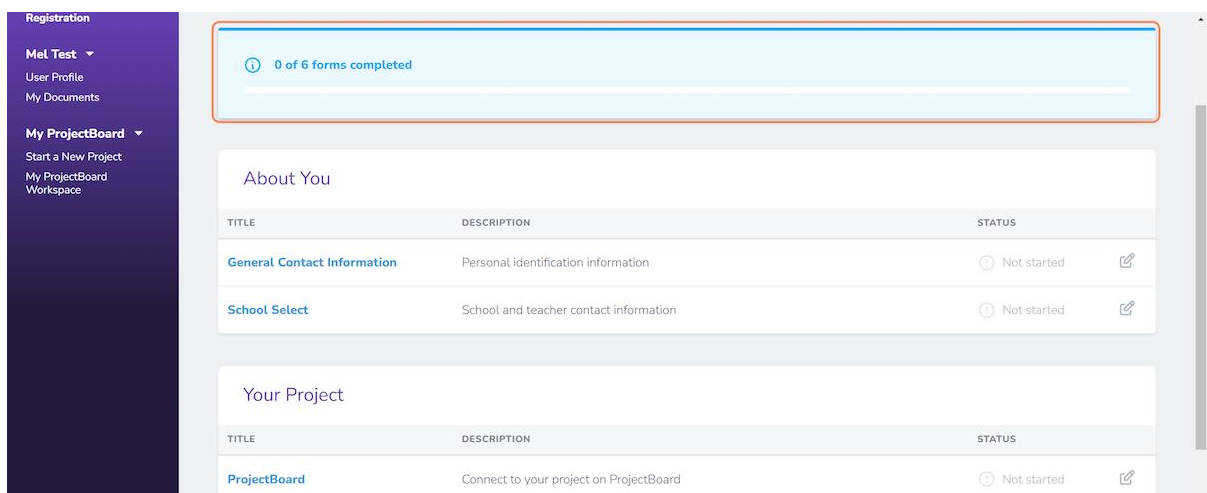 Registration
Mel Test
User Profile
My Documents
My ProjectBoard
Start a New Project
My ProjectBoard
Workspace
0 of 6 forms completed
About You
TITLE DESCRIPTION STATUS
General Contact Information Personal identification information Not started
School Select School and teacher contact information Not started
Your Project
TITLE DESCRIPTION STATUS
ProjectBoard Connect to your project on ProjectBoard Not started